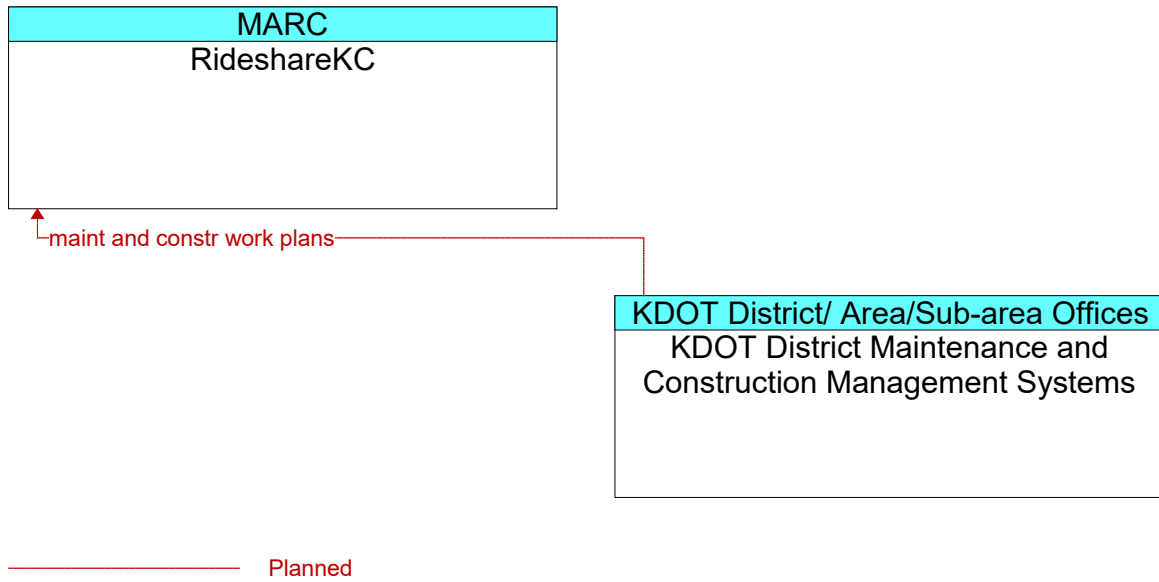 MARC
RideshareKC
maint and constr work plans
KDOT District/ Area/Sub-area Offices
KDOT District Maintenance and
Construction Management Systems
Planned